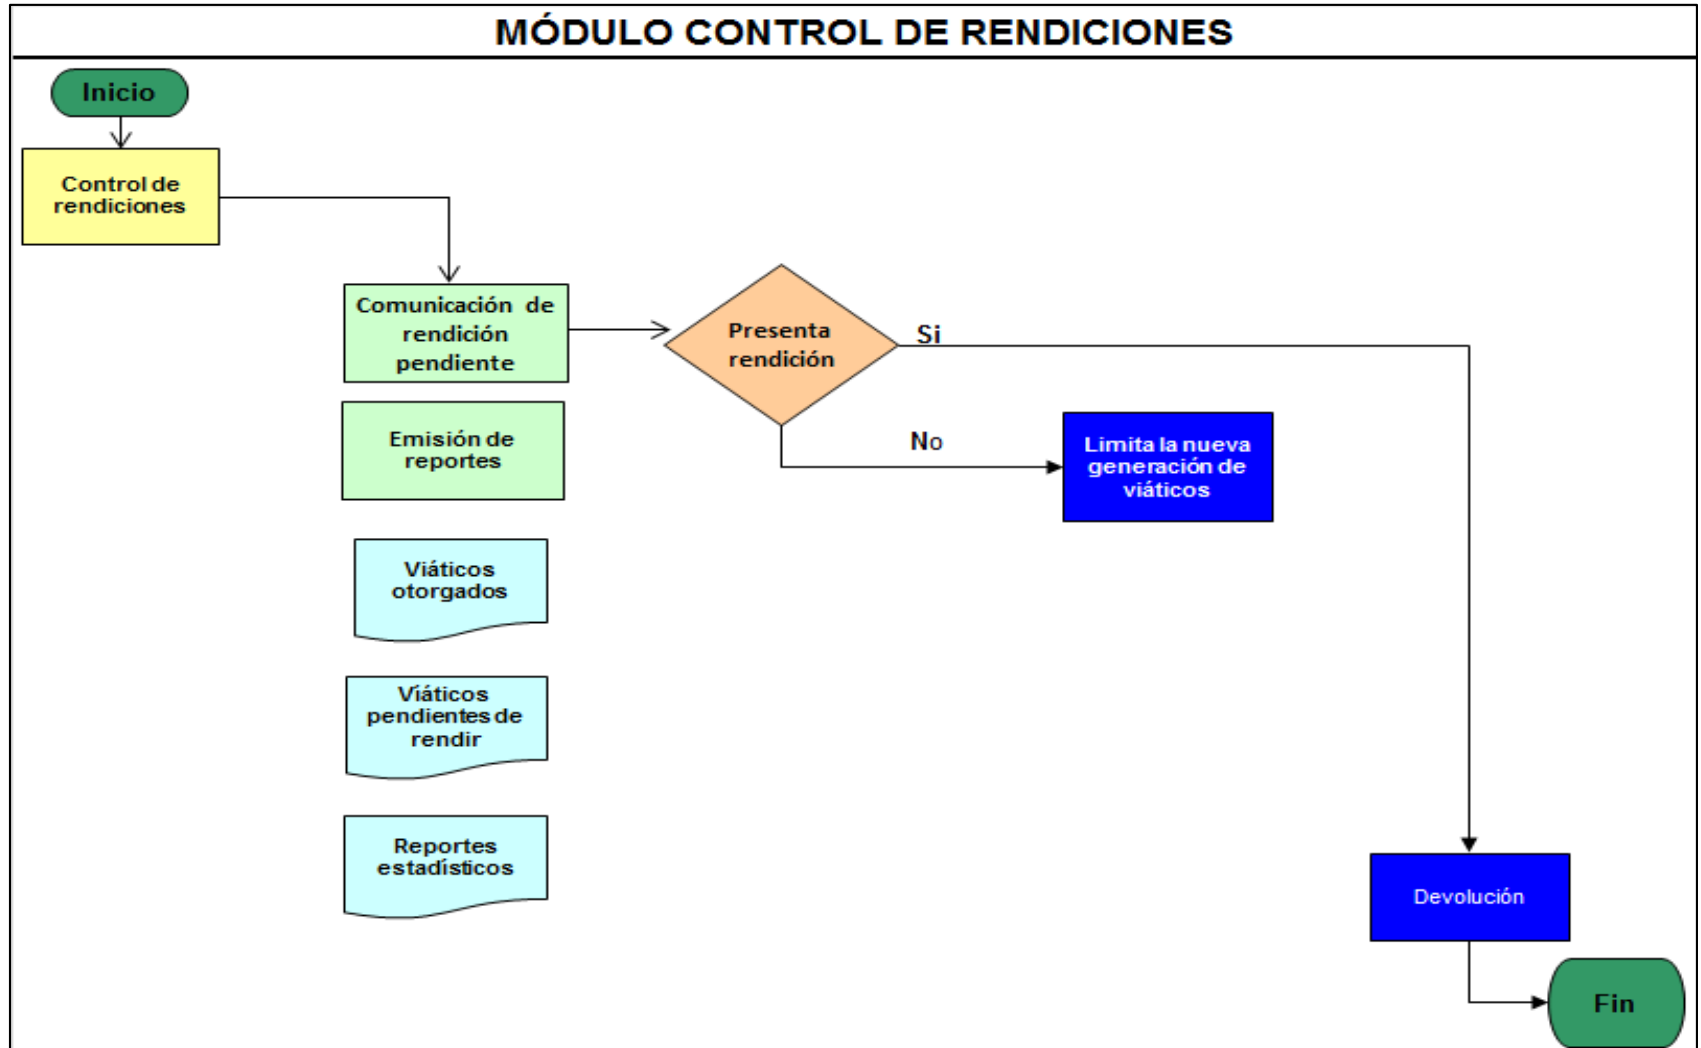 MÓDULO CONTROL DE RENDICIONES
Inicio
Control de
rendiciones
Comunicación de
rendición
pendiente
Presenta
rendición
Si
No
Limita la nueva
generación de
viáticos
Emisión de
reportes
Viáticos
otorgados
Viáticos
pendientes de
rendir
Reportes
estadísticos
Devolución
Fin